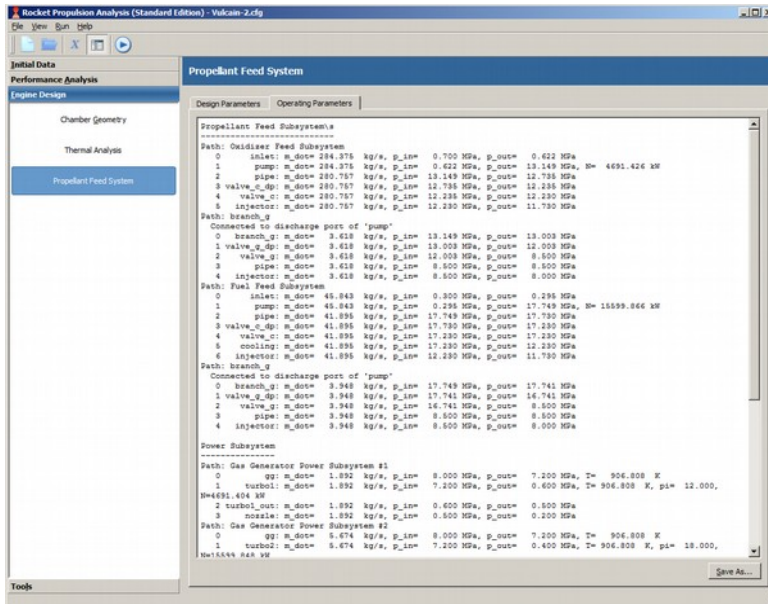 Rocket Propulsion Analysis (Standard Edition) - Vulcain-2.cfg
File View Run Help
Initial Data
Performance Analysis
Engine Design
Chamber Geometry
Thermal Analysis
Propellant Feed System
Tools
Propellant Feed System
Design Parameters Operating Parameters
Propellant Feed Subsystem\s
---------------------------
Path: Oxidizer Feed Subsystem
0 inlet: m_dot= 284.375 kg/s, p_in= 0.700 MPa, p_out= 0.622 MPa
1 pump: m_dot= 284.375 kg/s, p_in= 0.622 MPa, p_out= 13.149 MPa, N= 4691.426 kW
2 pipe: m_dot= 280.757 kg/s, p_in= 13.149 MPa, p_out= 12.735 MPa
3 valve_c_dp: m_dot= 280.757 kg/s, p_in= 12.735 MPa, p_out= 12.235 MPa
4 valve_c: m_dot= 280.757 kg/s, p_in= 12.235 MPa, p_out= 12.230 MPa
5 injector: m_dot= 280.757 kg/s, p_in= 12.230 MPa, p_out= 11.730 MPa
Path: branch_g
Connected to discharge port of 'pump'
0 branch_g: m_dot= 3.618 kg/s, p_in= 13.149 MPa, p_out= 13.003 MPa
1 valve_g_dp: m_dot= 3.618 kg/s, p_in= 13.003 MPa, p_out= 12.003 MPa
2 valve_g: m_dot= 3.618 kg/s, p_in= 12.003 MPa, p_out= 8.500 MPa
3 pipe: m_dot= 3.618 kg/s, p_in= 8.500 MPa, p_out= 8.500 MPa
4 injector: m_dot= 3.618 kg/s, p_in= 8.500 MPa, p_out= 8.000 MPa
Path: Fuel Feed Subsystem
0 inlet: m_dot= 45.843 kg/s, p_in= 0.300 MPa, p_out= 0.295 MPa
1 pump: m_dot= 45.843 kg/s, p_in= 0.295 MPa, p_out= 17.749 MPa, N= 15599.866 kW
2 pipe: m_dot= 41.895 kg/s, p_in= 17.749 MPa, p_out= 17.730 MPa
3 valve_c_dp: m_dot= 41.895 kg/s, p_in= 17.730 MPa, p_out= 17.230 MPa
4 valve_c: m_dot= 41.895 kg/s, p_in= 17.230 MPa, p_out= 17.230 MPa
5 cooling: m_dot= 41.895 kg/s, p_in= 17.230 MPa, p_out= 12.230 MPa
6 injector: m_dot= 41.895 kg/s, p_in= 12.230 MPa, p_out= 11.730 MPa
Path: branch_g
Connected to discharge port of 'pump'
0 branch_g: m_dot= 3.948 kg/s, p_in= 17.749 MPa, p_out= 17.741 MPa
1 valve_g_dp: m_dot= 3.948 kg/s, p_in= 17.741 MPa, p_out= 16.741 MPa
2 valve_g: m_dot= 3.948 kg/s, p_in= 16.741 MPa, p_out= 8.500 MPa
3 pipe: m_dot= 3.948 kg/s, p_in= 8.500 MPa, p_out= 8.500 MPa
4 injector: m_dot= 3.948 kg/s, p_in= 8.500 MPa, p_out= 8.000 MPa
Power Subsystem
---------------
Path: Gas Generator Power Subsystem #1
0 gg: m_dot= 1.892 kg/s, p_in= 8.000 MPa, p_out= 7.200 MPa, T= 906.808 K
1 turbo1: m_dot= 1.892 kg/s, p_in= 7.200 MPa, p_out= 0.600 MPa, T= 906.808 K, pi= 12.000,
N=4691.404 kW
2 turbo1_out: m_dot= 1.892 kg/s, p_in= 0.600 MPa, p_out= 0.500 MPa
3 nozzle: m_dot= 1.892 kg/s, p_in= 0.500 MPa, p_out= 0.200 MPa
Path: Gas Generator Power Subsystem #2
0 gg: m_dot= 5.674 kg/s, p_in= 8.000 MPa, p_out= 7.200 MPa, T= 906.808 K
1 turbo2: m_dot= 5.674 kg/s, p_in= 7.200 MPa, p_out= 0.400 MPa, T= 906.808 K, pi= 18.000,
N=15599.848 kW
Save As...